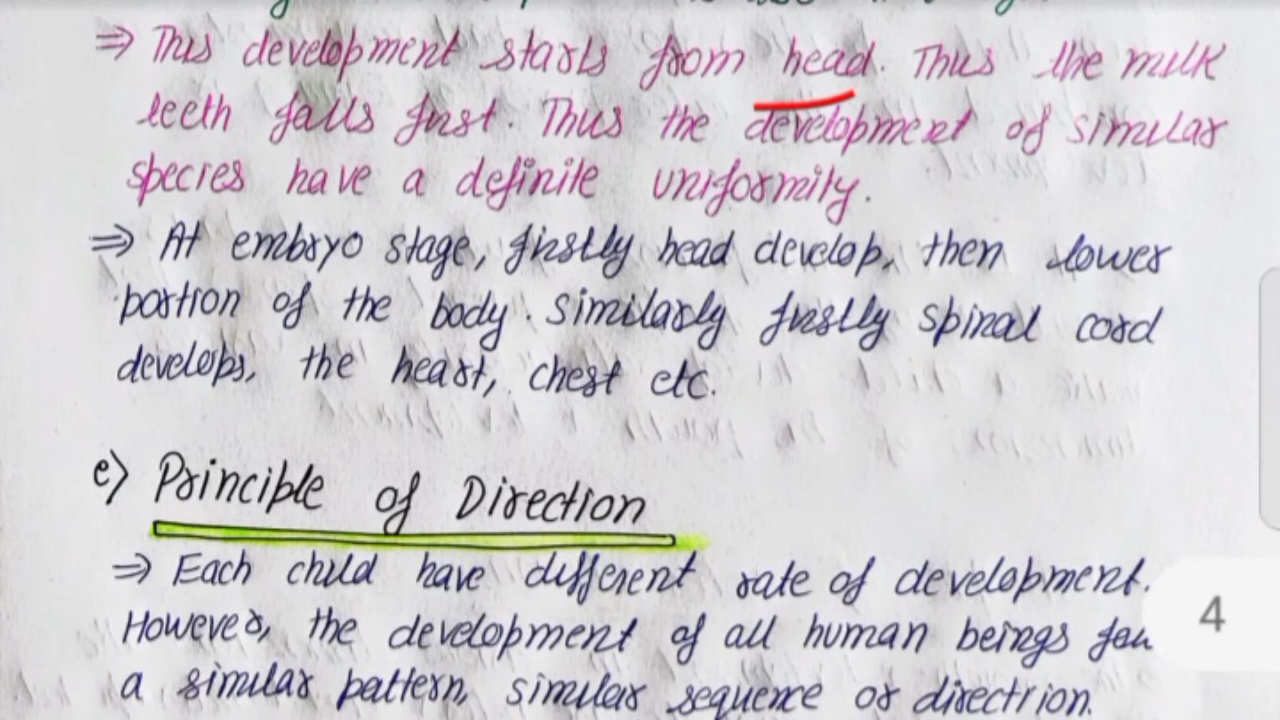 ⇒ This development starts from head. Thus the milk
teeth falls first. Thus the development of similar
species have a definite uniformity.
⇒ At embryo stage, firstly head develop, then lower
portion of the body. Similarly firstly spinal cord
develops, the heart, chest etc.
e) Principle of Direction
⇒ Each child have different rate of development.
However, the development of all human beings
a similar pattern, similar sequence or direction.
4